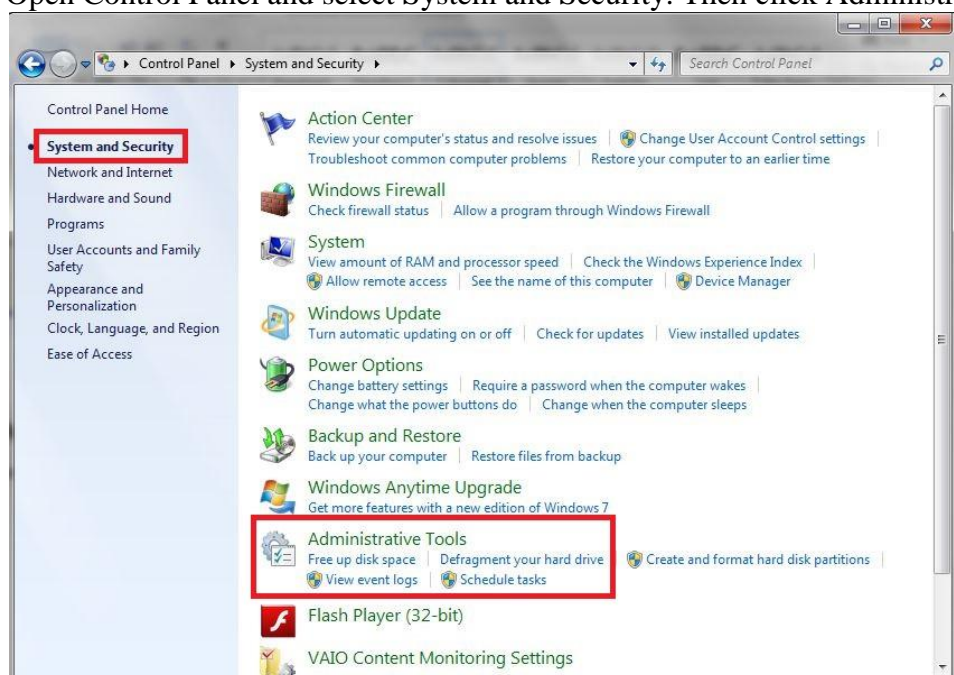 Open Control Panel and select System and Security. Then click Administr
Control Panel ▸ System and Security ▸
Search Control Panel
Control Panel Home
System and Security
Network and Internet
Hardware and Sound
Programs
User Accounts and Family
Safety
Appearance and
Personalization
Clock, Language, and Region
Ease of Access
Action Center
Review your computer's status and resolve issues | Change User Account Control settings |
Troubleshoot common computer problems | Restore your computer to an earlier time
Windows Firewall
Check firewall status | Allow a program through Windows Firewall
System
View amount of RAM and processor speed | Check the Windows Experience Index |
Allow remote access | See the name of this computer | Device Manager
Windows Update
Turn automatic updating on or off | Check for updates | View installed updates
Power Options
Change battery settings | Require a password when the computer wakes |
Change what the power buttons do | Change when the computer sleeps
Backup and Restore
Back up your computer | Restore files from backup
Windows Anytime Upgrade
Get more features with a new edition of Windows 7
Administrative Tools
Free up disk space | Defragment your hard drive | Create and format hard disk partitions |
View event logs | Schedule tasks
Flash Player (32-bit)
VAIO Content Monitoring Settings